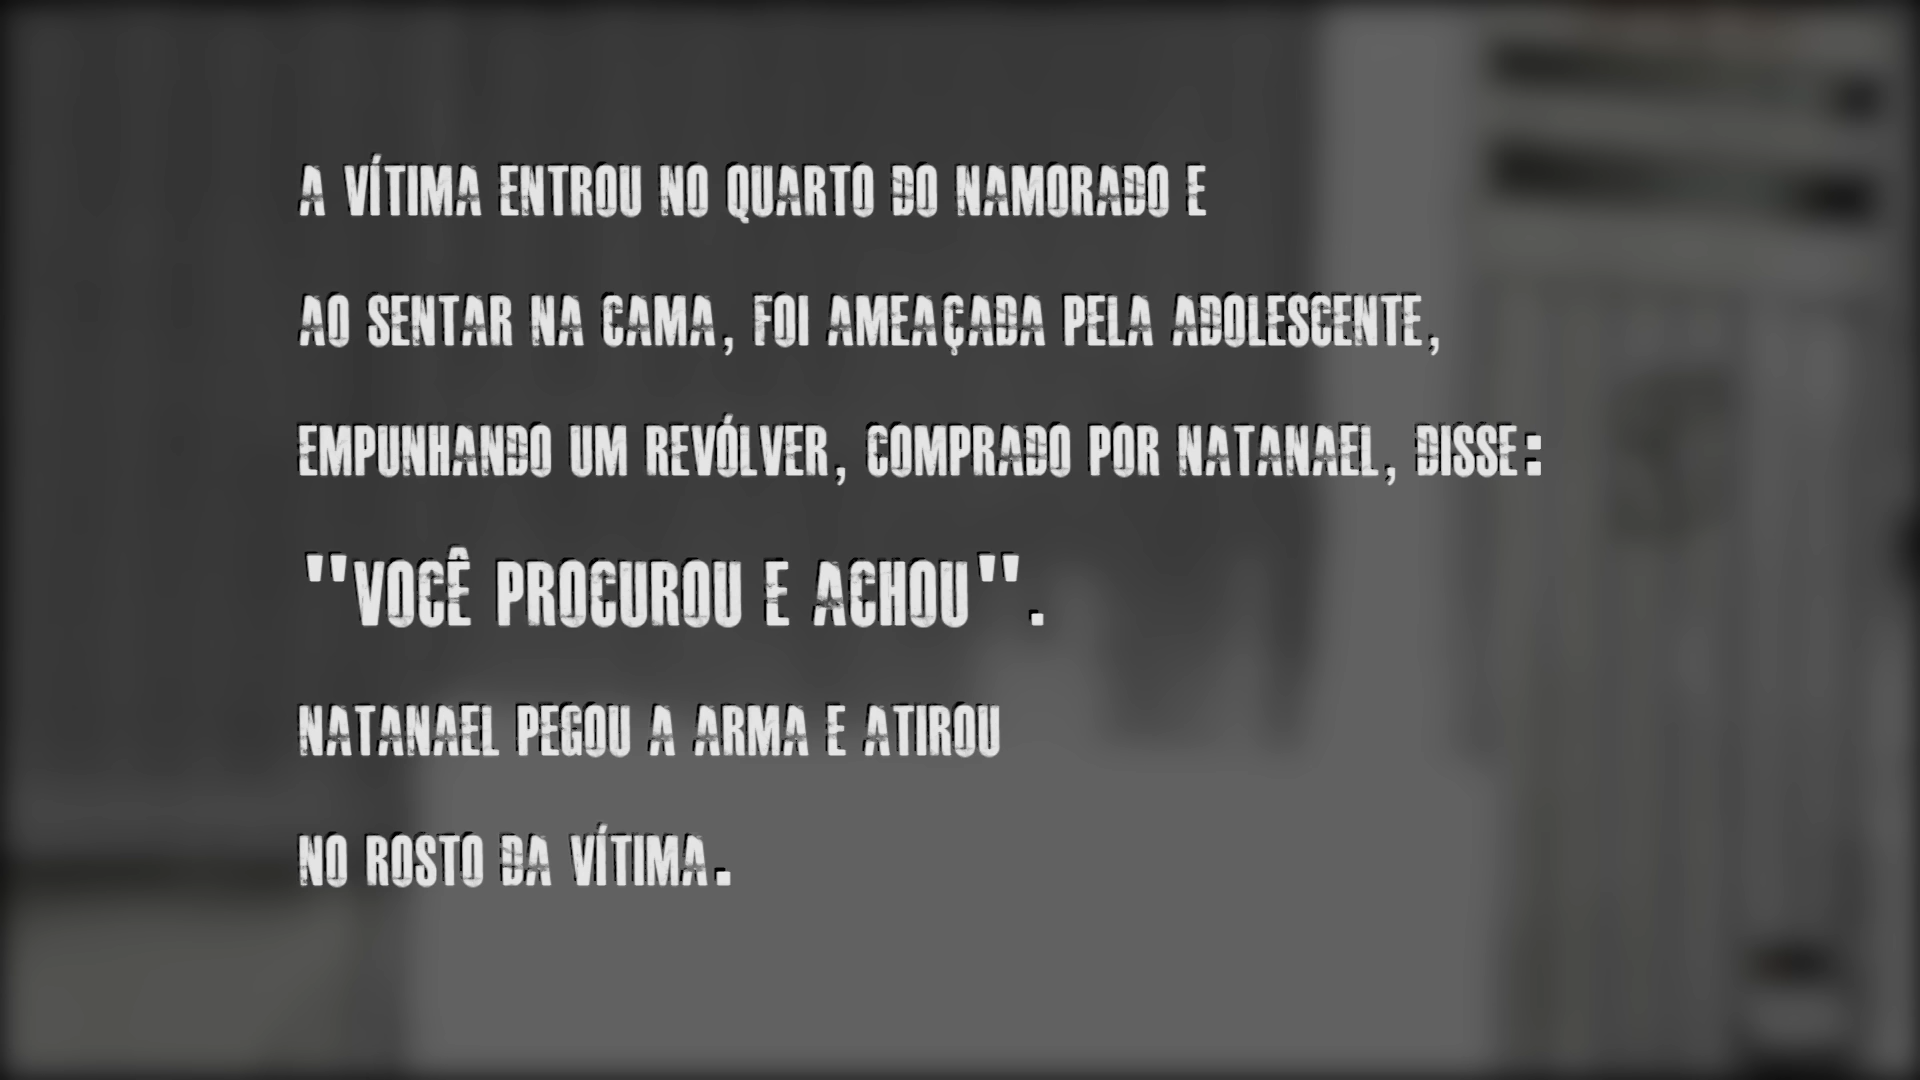 A VÍTIMA ENTROU NO QUARTO DO NAMORADO E
AO SENTAR NA CAMA, FOI AMEAÇADA PELA ADOLESCENTE,
EMPUNHANDO UM REVÓLVER, COMPRADO POR NATANAEL, DISSE:
"VOCÊ PROCUROU E ACHOU".
NATANAEL PEGOU A ARMA E ATIROU
NO ROSTO DA VÍTIMA.